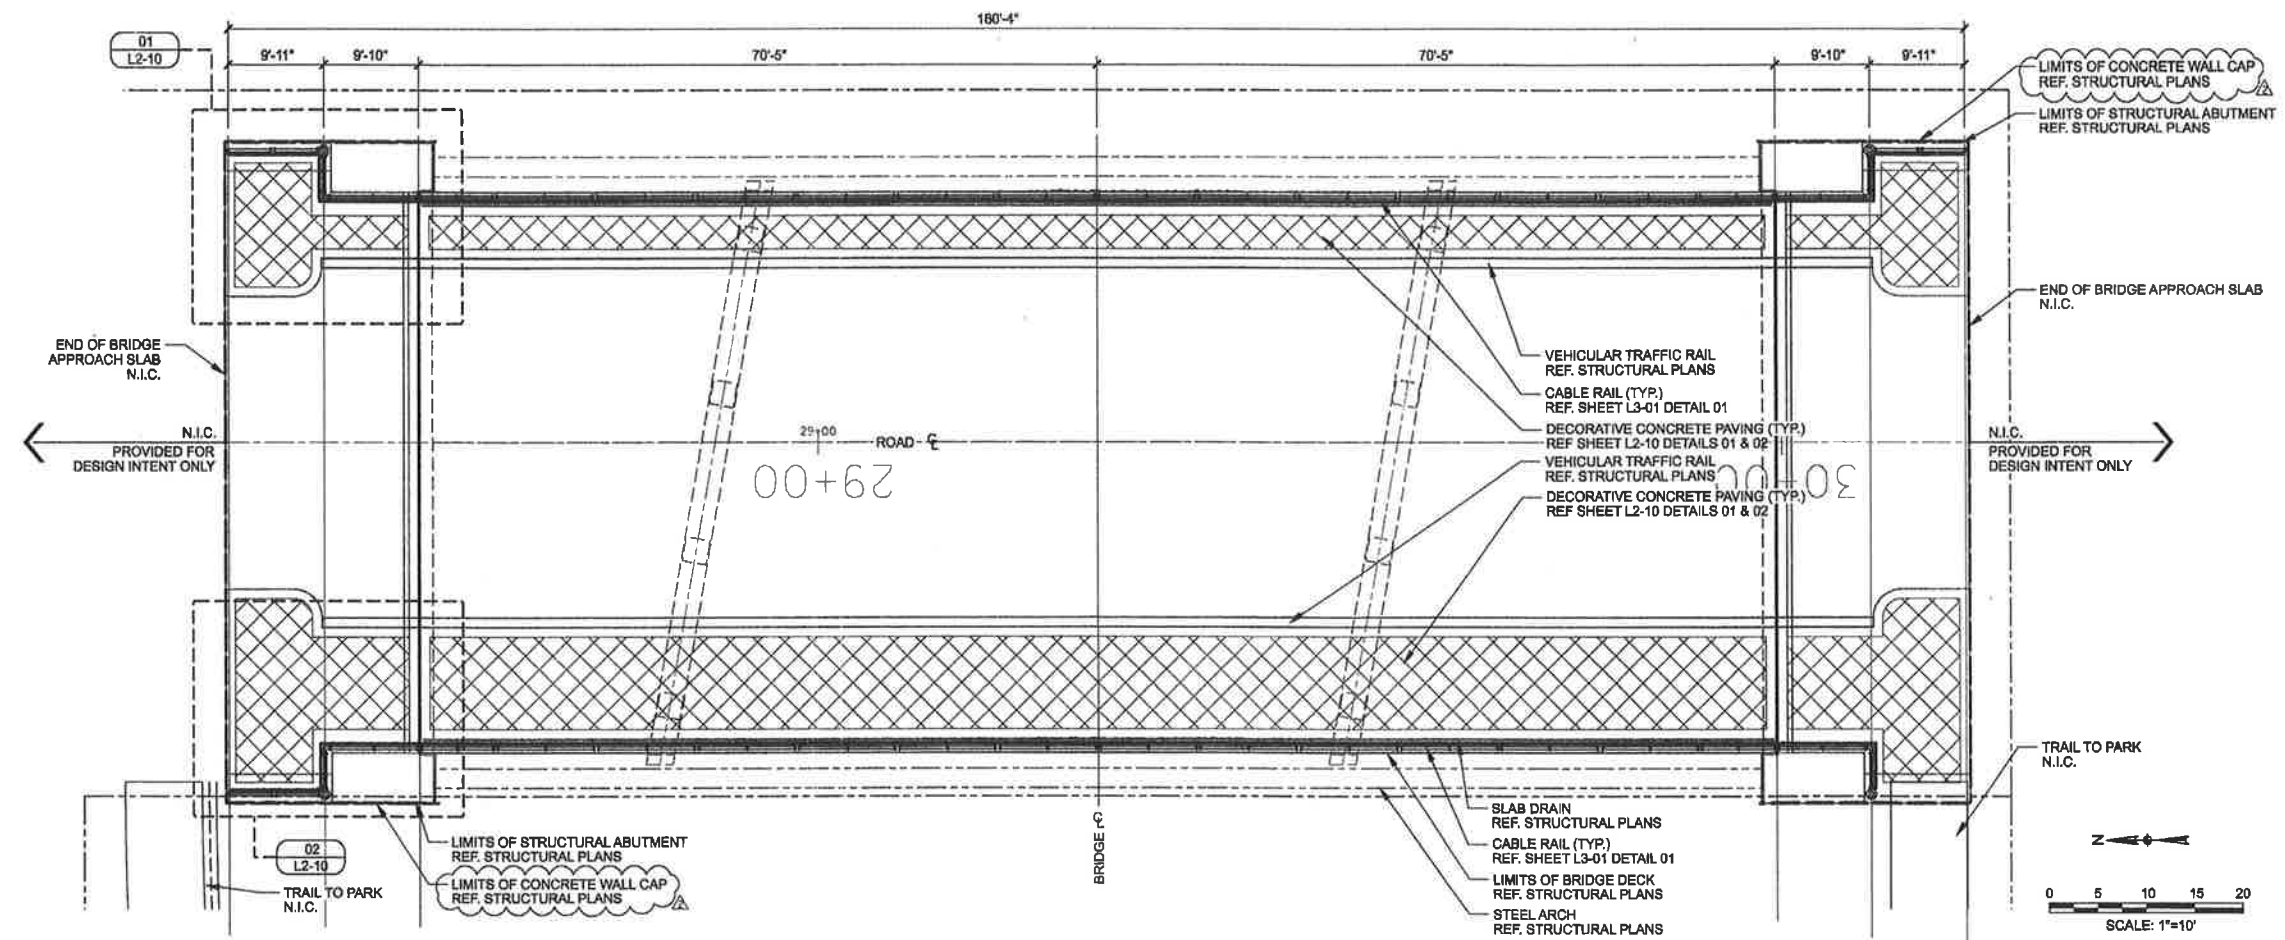 180'-4"
01
L2-10
9'-11"
9'-10"
70'-5"
70'-5"
9'-10"
9'-11"
LIMITS OF CONCRETE WALL CAP
REF. STRUCTURAL PLANS
2
LIMITS OF STRUCTURAL ABUTMENT
REF. STRUCTURAL PLANS
END OF BRIDGE APPROACH SLAB
N.I.C.
END OF BRIDGE
APPROACH SLAB
N.I.C.
VEHICULAR TRAFFIC RAIL
REF. STRUCTURAL PLANS
CABLE RAIL (TYP.)
REF. SHEET L3-01 DETAIL 01
DECORATIVE CONCRETE PAVING (TYP.)
REF SHEET L2-10 DETAILS 01 & 02
VEHICULAR TRAFFIC RAIL
REF. STRUCTURAL PLANS
DECORATIVE CONCRETE PAVING (TYP.)
REF SHEET L2-10 DETAILS 01 & 02
N.I.C.
PROVIDED FOR
DESIGN INTENT ONLY
29+00
ROAD ℄
29+00
30+00
N.I.C.
PROVIDED FOR
DESIGN INTENT ONLY
TRAIL TO PARK
N.I.C.
SLAB DRAIN
REF. STRUCTURAL PLANS
CABLE RAIL (TYP.)
REF. SHEET L3-01 DETAIL 01
LIMITS OF BRIDGE DECK
REF. STRUCTURAL PLANS
STEEL ARCH
REF. STRUCTURAL PLANS
BRIDGE ℄
LIMITS OF STRUCTURAL ABUTMENT
REF. STRUCTURAL PLANS
02
L2-10
LIMITS OF CONCRETE WALL CAP
REF. STRUCTURAL PLANS
2
TRAIL TO PARK
N.I.C.
N
0 5 10 15 20
SCALE: 1"=10'